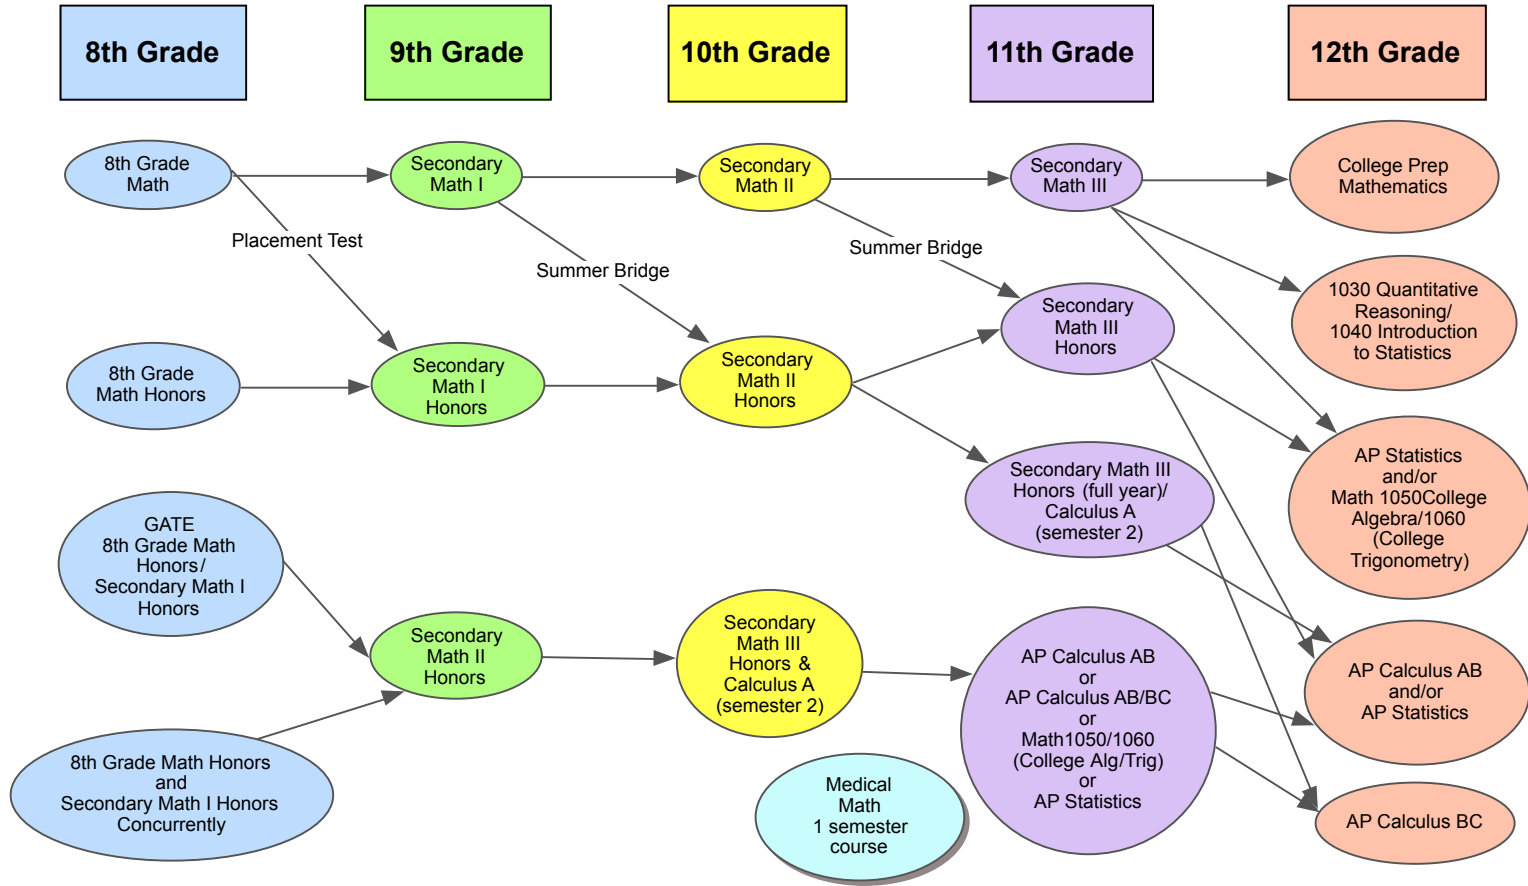 8th Grade
9th Grade
10th Grade
11th Grade
12th Grade
8th Grade
Math
Secondary
Math I
Secondary
Math II
Secondary
Math III
College Prep
Mathematics
Placement Test
Summer Bridge
Summer Bridge
1030 Quantitative
Reasoning/
1040 Introduction
to Statistics
8th Grade
Math Honors
Secondary
Math I
Honors
Secondary
Math II
Honors
Secondary
Math III
Honors
Secondary Math III
Honors (full year)/
Calculus A
(semester 2)
AP Statistics
and/or
Math 1050College
Algebra/1060
(College
Trigonometry)
GATE
8th Grade Math
Honors/
Secondary Math I
Honors
Secondary
Math II
Honors
Secondary
Math III
Honors &
Calculus A
(semester 2)
AP Calculus AB
or
AP Calculus AB/BC
or
Math1050/1060
(College Alg/Trig)
or
AP Statistics
AP Calculus AB
and/or
AP Statistics
8th Grade Math Honors
and
Secondary Math I Honors
Concurrently
Medical
Math
1 semester
course
AP Calculus BC